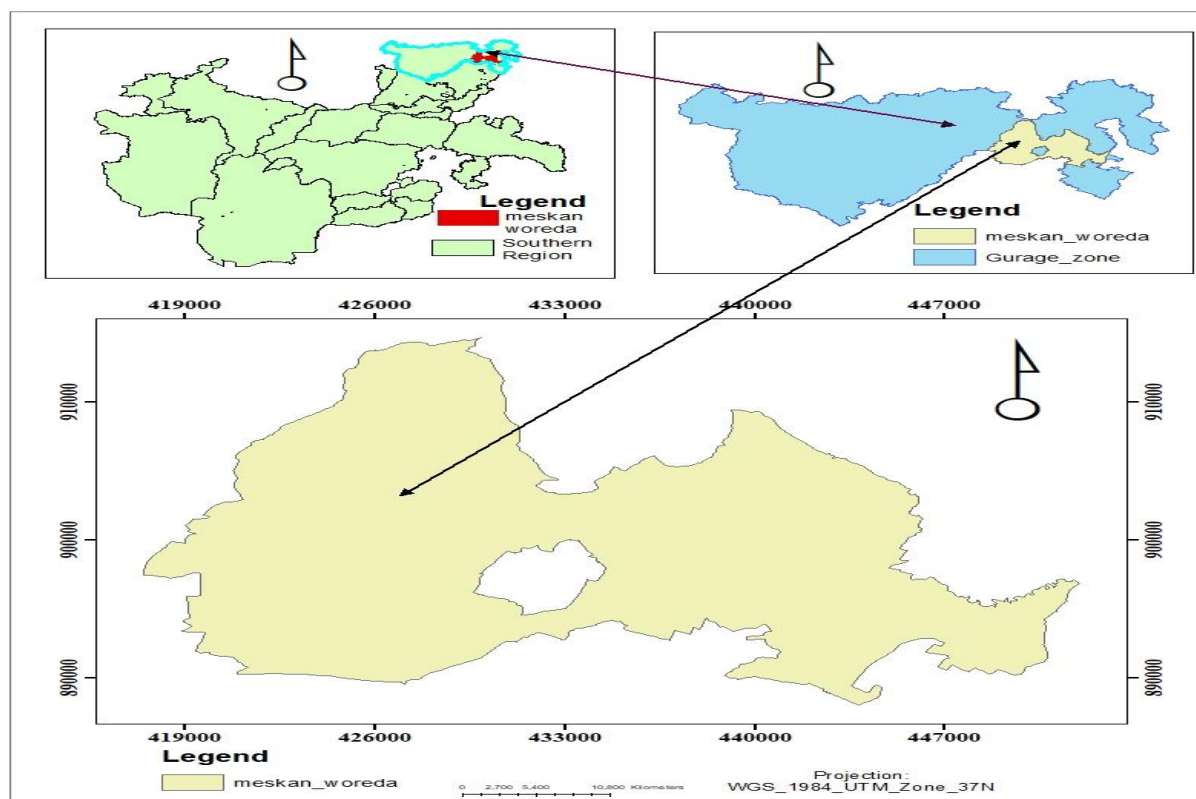 Legend
meskan
woreda
Southern
Region
Legend
meskan_woreda
Gurage_zone
419000 426000 433000 440000 447000
910000 910000
900000 900000
890000 890000
419000 426000 433000 440000 447000
Legend
meskan_woreda
0 2,700 5,400 10,800 Kilometers
Projection:
WGS_1984_UTM_Zone_37N